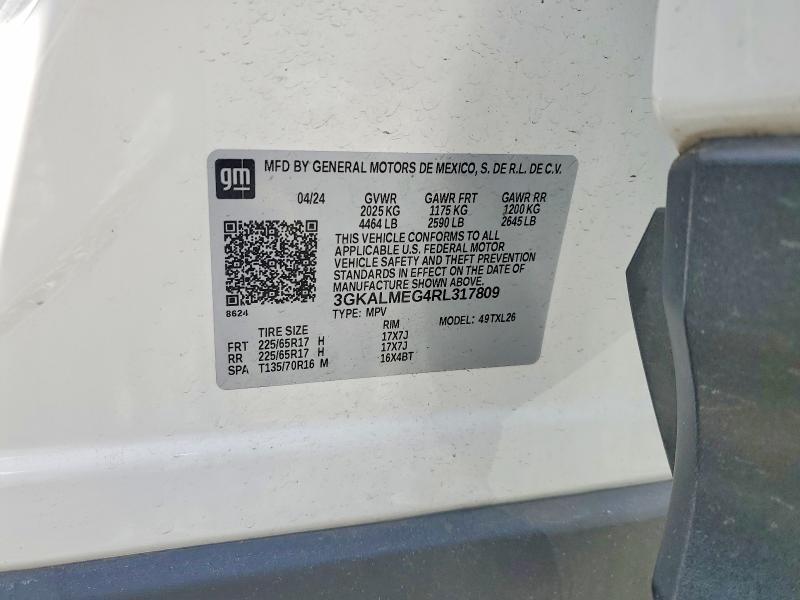 gm MFD BY GENERAL MOTORS DE MEXICO, S. DE R.L. DE C.V.
04/24 GVWR GAWR FRT GAWR RR
2025 KG 1175 KG 1200 KG
4464 LB 2590 LB 2645 LB
THIS VEHICLE CONFORMS TO ALL
APPLICABLE U.S. FEDERAL MOTOR
VEHICLE SAFETY AND THEFT PREVENTION
STANDARDS IN EFFECT ON THE DATE OF
MANUFACTURE SHOWN ABOVE.
3GKALMEG4RL317809
8624 TYPE: MPV MODEL: 49TXL26
TIRE SIZE RIM
FRT 225/65R17 H 17X7J
RR 225/65R17 H 17X7J
SPA T135/70R16 M 16X4BT